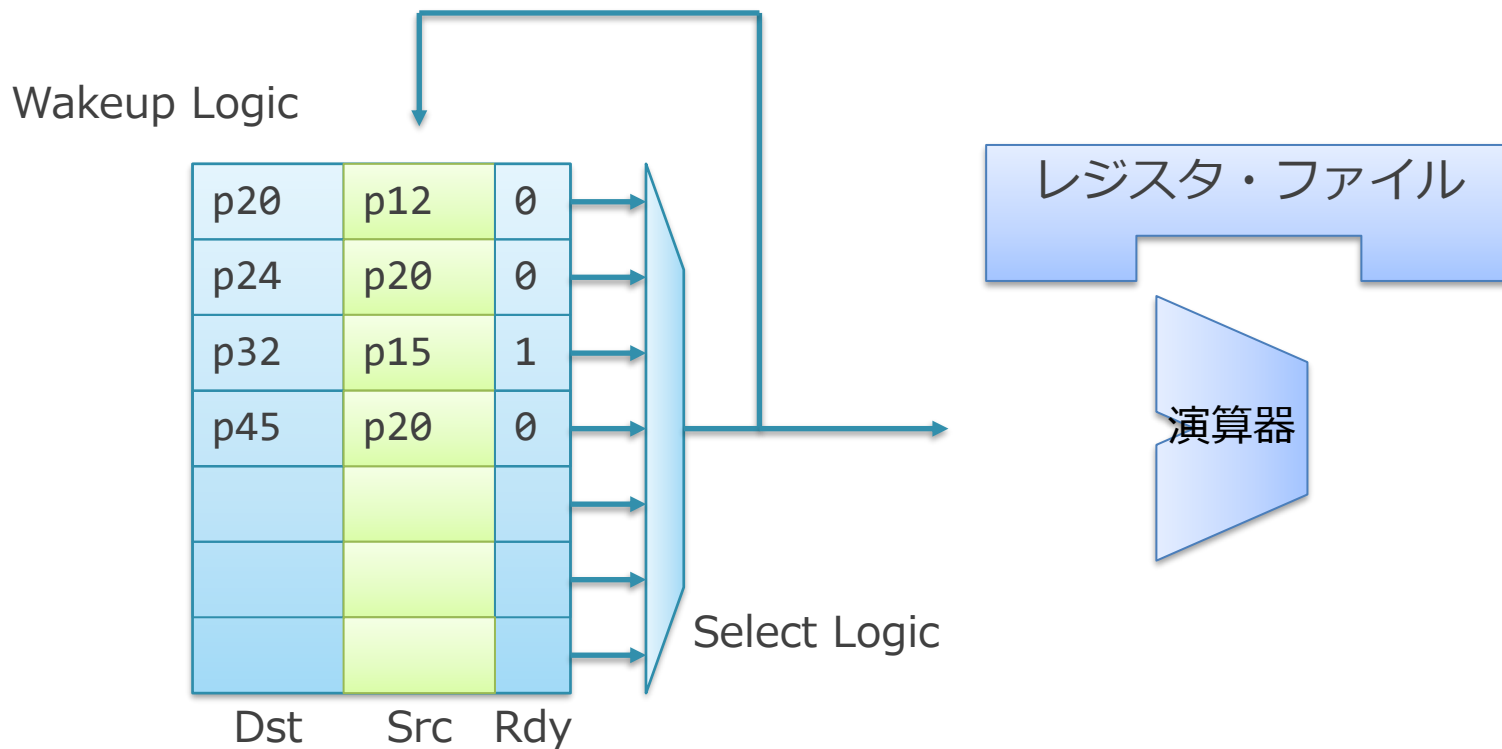 Wakeup Logic
レジスタ・ファイル
p20 p12 0
p24 p20 0
p32 p15 1
p45 p20 0
演算器
Select Logic
Dst Src Rdy